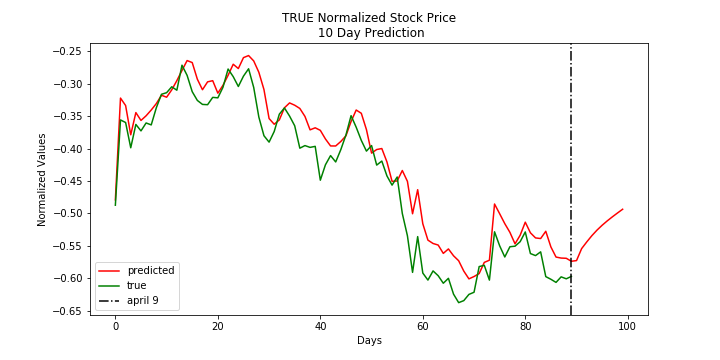 TRUE Normalized Stock Price
10 Day Prediction
Normalized Values
−0.25
−0.30
−0.35
−0.40
−0.45
−0.50
−0.55
−0.60
−0.65
predicted
true
april 9
0 20 40 60 80 100
Days